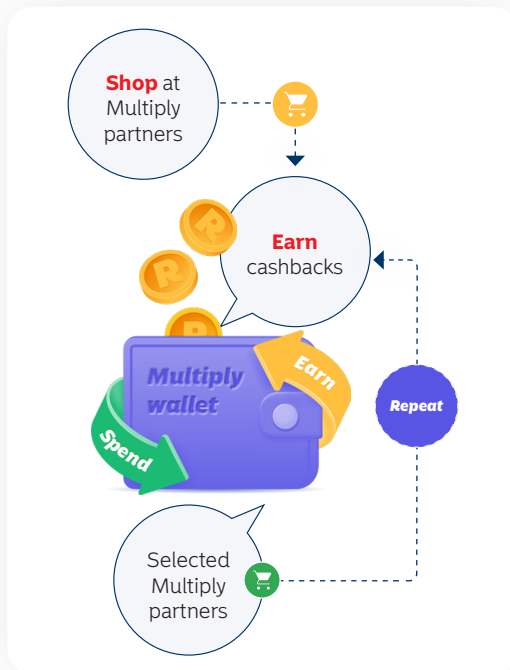 Shop at
Multiply
partners
R
Earn
cashbacks
R
R
Multiply
wallet
Earn
Spend
Repeat
Selected
Multiply
partners